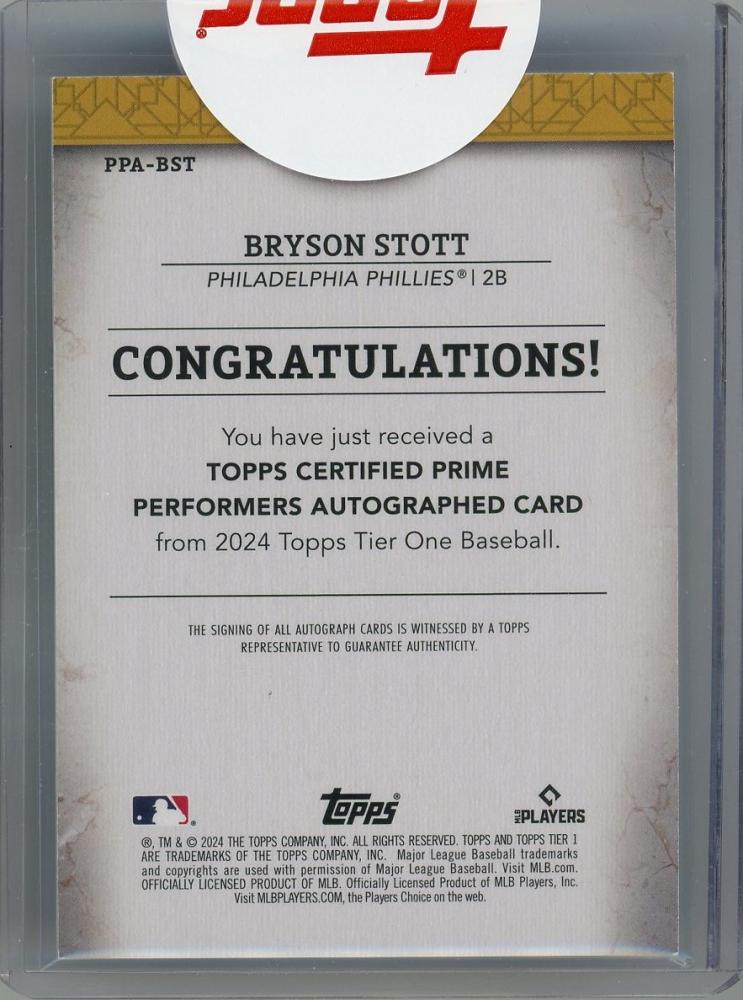 topps®
PPA-BST
BRYSON STOTT
PHILADELPHIA PHILLIES® | 2B
CONGRATULATIONS!
You have just received a
TOPPS CERTIFIED PRIME
PERFORMERS AUTOGRAPHED CARD
from 2024 Topps Tier One Baseball.
THE SIGNING OF ALL AUTOGRAPH CARDS IS WITNESSED BY A TOPPS
REPRESENTATIVE TO GUARANTEE AUTHENTICITY.
® topps® MLB PLAYERS
®, TM & © 2024 THE TOPPS COMPANY, INC. ALL RIGHTS RESERVED. TOPPS AND TOPPS TIER 1
ARE TRADEMARKS OF THE TOPPS COMPANY, INC. Major League Baseball trademarks
and copyrights are used with permission of Major League Baseball. Visit MLB.com.
OFFICIALLY LICENSED PRODUCT OF MLB. Officially Licensed Product of MLB Players, Inc.
Visit MLBPLAYERS.COM, the Players Choice on the web.